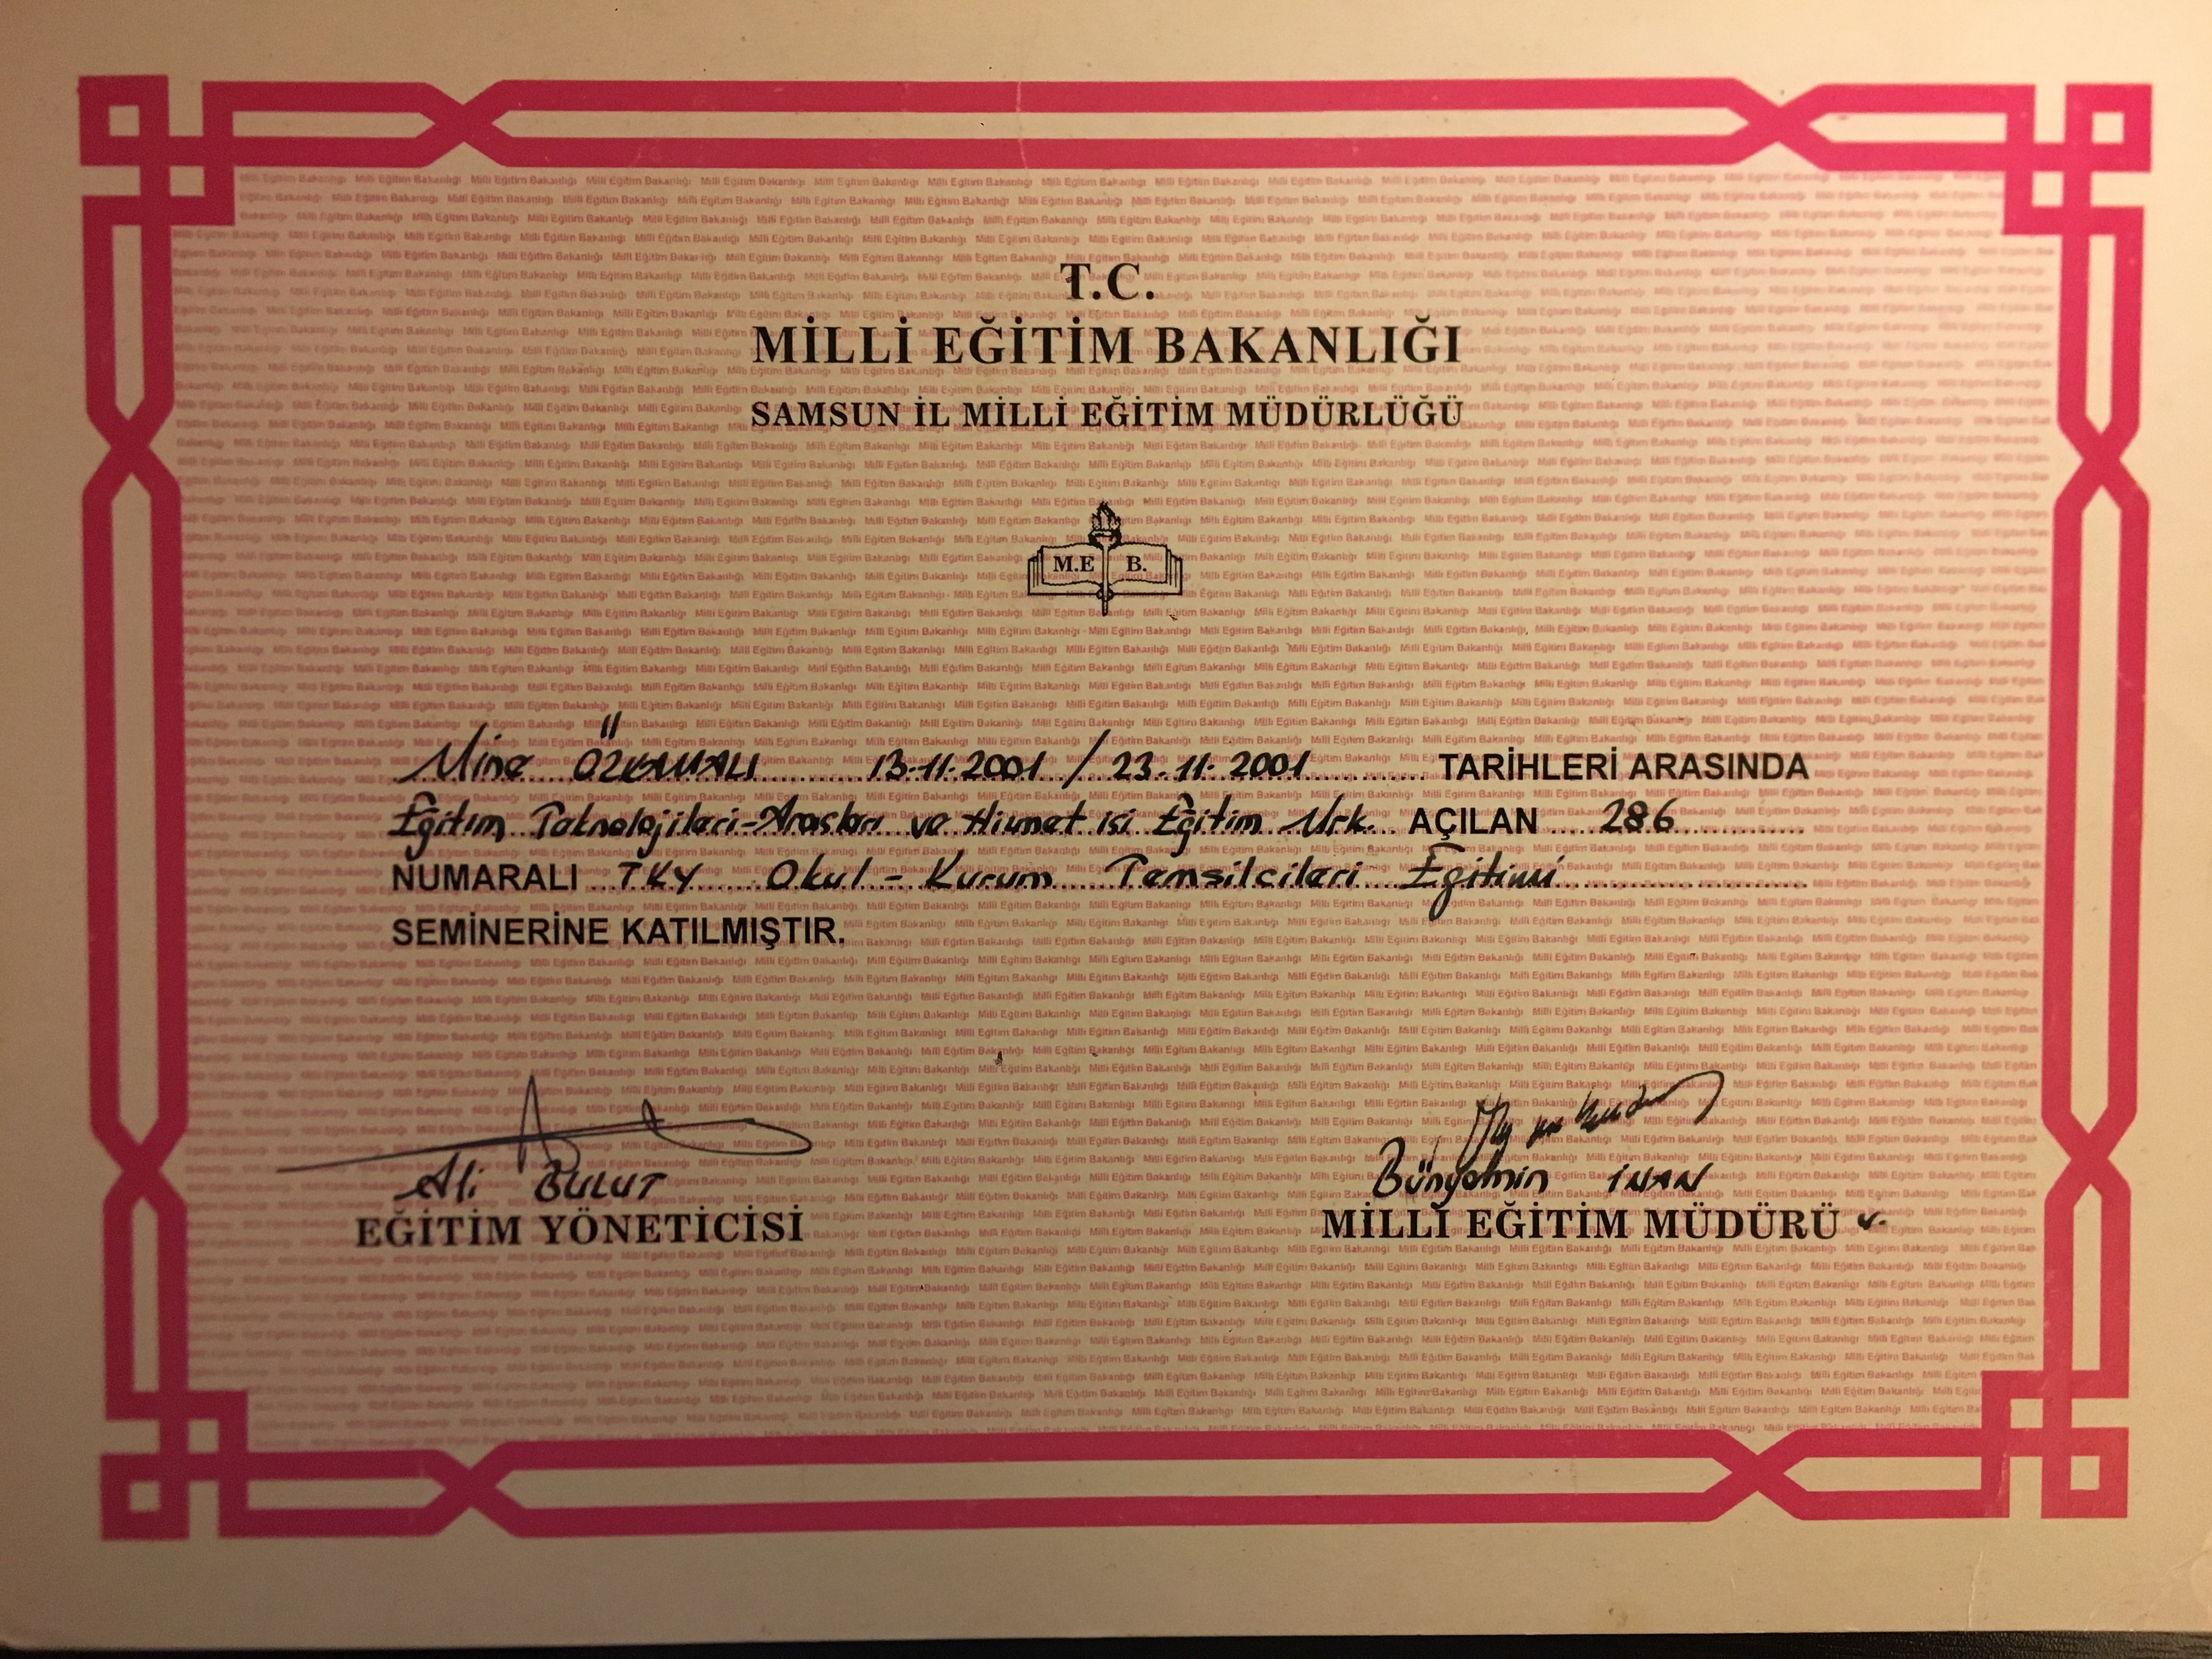 T.C.
MİLLİ EĞİTİM BAKANLIĞI
SAMSUN İL MİLLİ EĞİTİM MÜDÜRLÜĞÜ
M.E B.
Mine 13.11.2001 / 23.11.2001 TARİHLERİ ARASINDA
Eğitim Teknolojileri-Araçları ve Hizmet içi Eğitim Mrk. AÇILAN 286
NUMARALI TKY Okul - Kurum Temsilcileri Eğitimi
SEMİNERİNE KATILMIŞTIR.
Ali BULUT
EĞİTİM YÖNETİCİSİ
Bünyamin İNAN
MİLLİ EĞİTİM MÜDÜRÜ v.